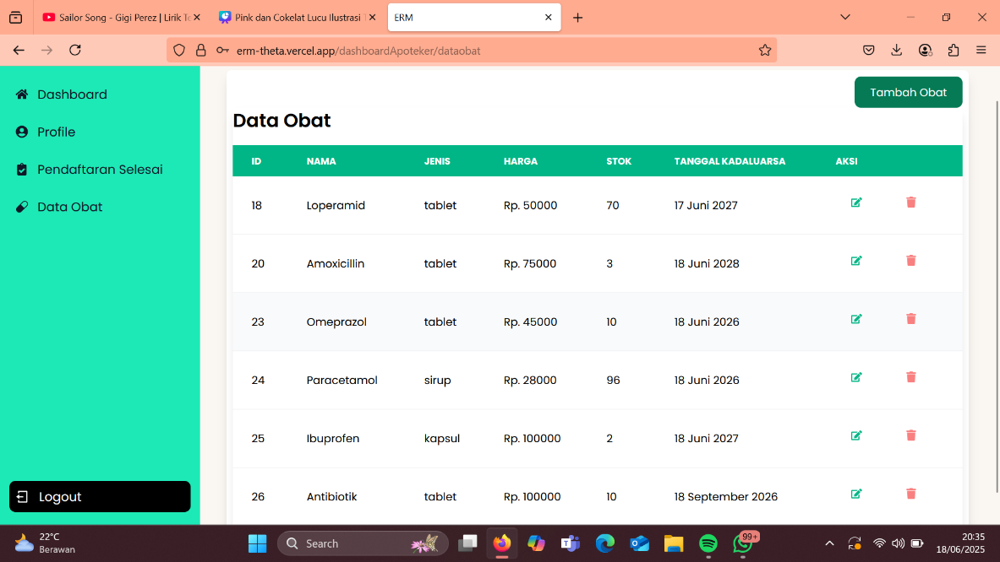 Sailor Song - Gigi Perez | Lirik Te
Pink dan Cokelat Lucu Ilustrasi
ERM
erm-theta.vercel.app/dashboardApoteker/dataobat
Dashboard
Profile
Pendaftaran Selesai
Data Obat
Logout
Tambah Obat
Data Obat
ID NAMA JENIS HARGA STOK TANGGAL KADALUARSA AKSI
18 Loperamid tablet Rp. 50000 70 17 Juni 2027
20 Amoxicillin tablet Rp. 75000 3 18 Juni 2028
23 Omeprazol tablet Rp. 45000 10 18 Juni 2026
24 Paracetamol sirup Rp. 28000 96 18 Juni 2026
25 Ibuprofen kapsul Rp. 100000 2 18 Juni 2027
26 Antibiotik tablet Rp. 100000 10 18 September 2026
22°C
Berawan
Search
99+
20:35
18/06/2025